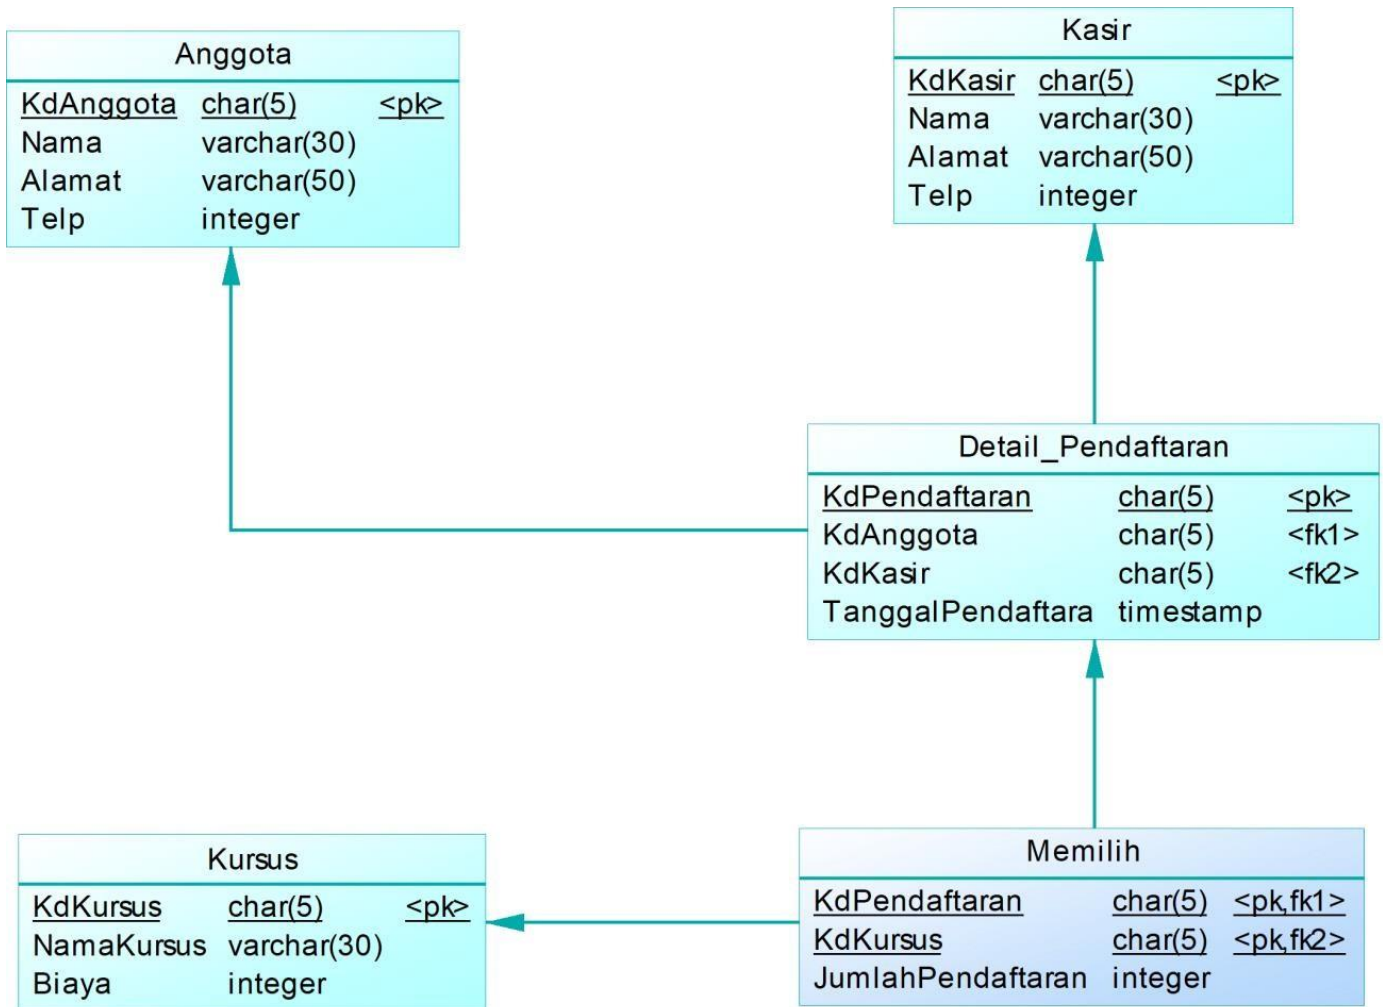 Anggota
KdAnggota char(5) <pk>
Nama varchar(30)
Alamat varchar(50)
Telp integer
Kasir
KdKasir char(5) <pk>
Nama varchar(30)
Alamat varchar(50)
Telp integer
Detail_Pendaftaran
KdPendaftaran char(5) <pk>
KdAnggota char(5) <fk1>
KdKasir char(5) <fk2>
TanggalPendaftara timestamp
Kursus
KdKursus char(5) <pk>
NamaKursus varchar(30)
Biaya integer
Memilih
KdPendaftaran char(5) <pk,fk1>
KdKursus char(5) <pk,fk2>
JumlahPendaftaran integer